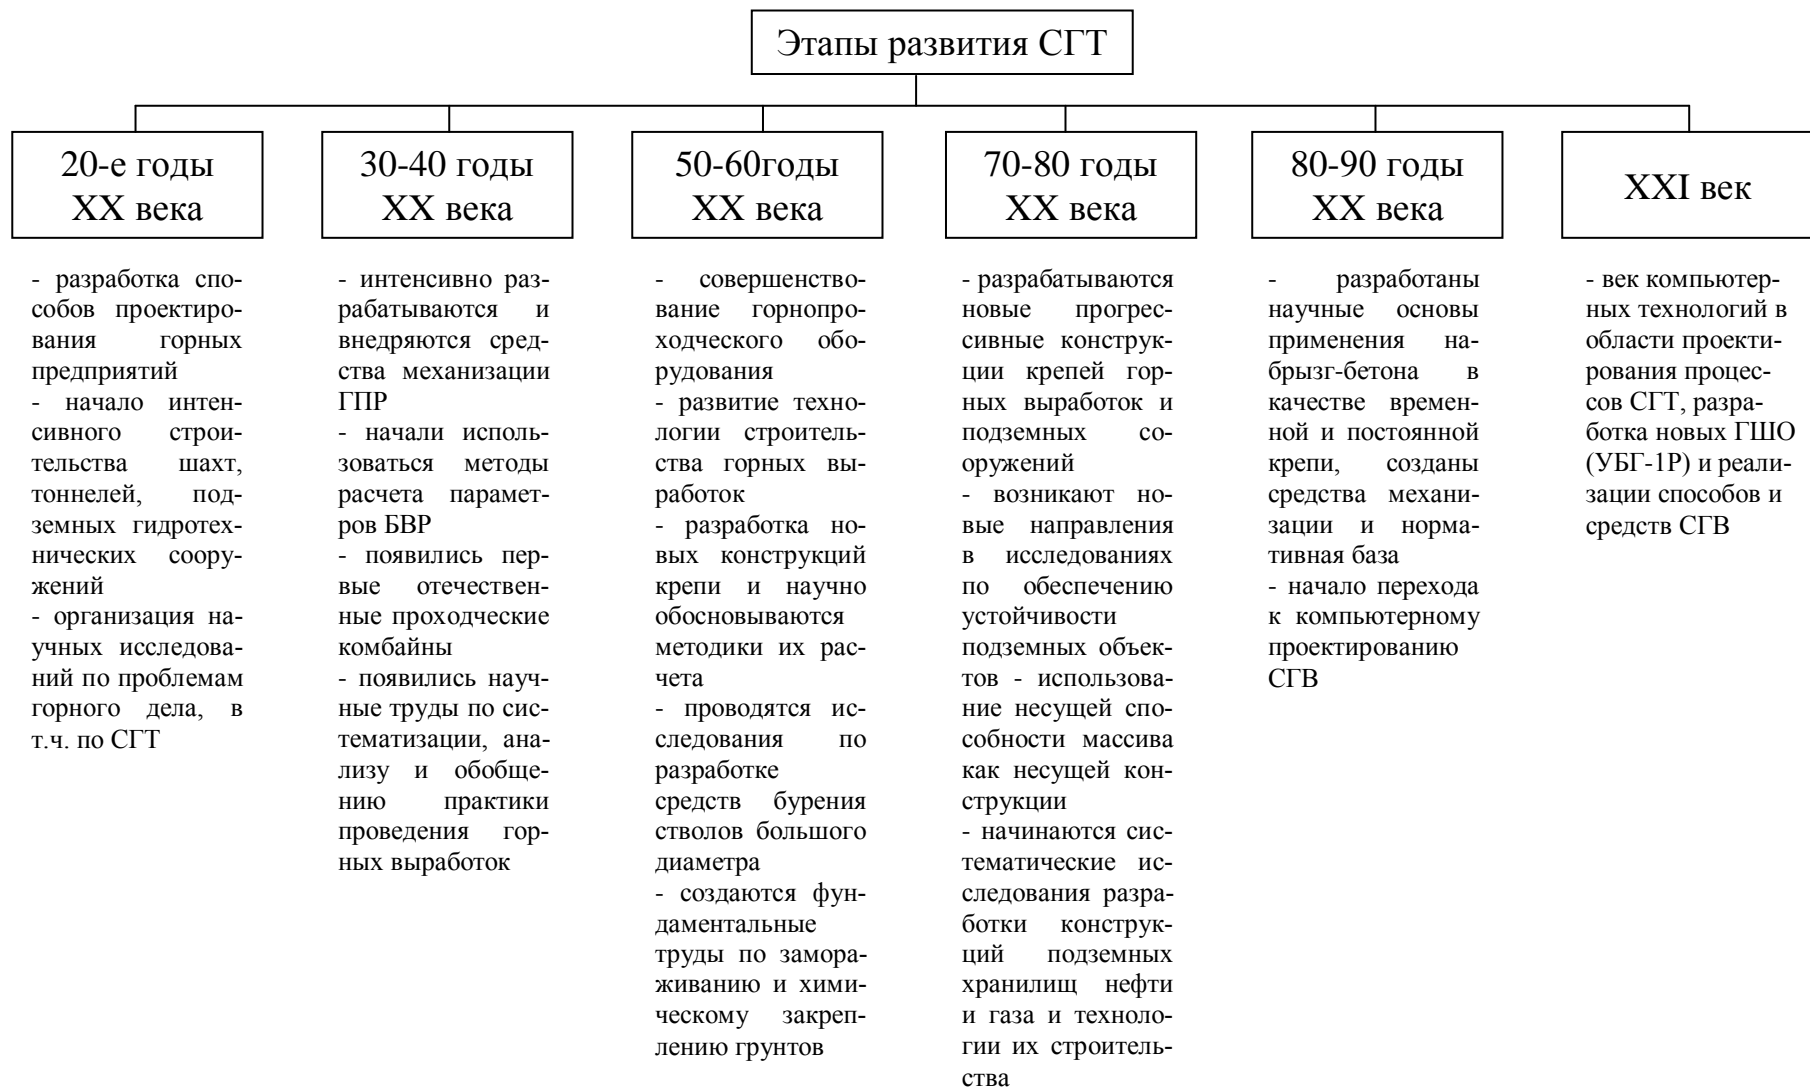 Этапы развития СГТ
20-е годы
XX века
- разработка спо-
собов проектиро-
вания горных
предприятий
- начало интен-
сивного строи-
тельства шахт,
тоннелей, под-
земных гидротех-
нических соору-
жений
- организация на-
учных исследова-
ний по проблемам
горного дела, в
т.ч. по СГТ
30-40 годы
XX века
- интенсивно раз-
рабатываются и
внедряются сред-
ства механизации
ГПР
- начали исполь-
зоваться методы
расчета парамет-
ров БВР
- появились пер-
вые отечествен-
ные проходческие
комбайны
- появились науч-
ные труды по сис-
тематизации, ана-
лизу и обобще-
нию практики
проведения гор-
ных выработок
50-60годы
XX века
- совершенство-
вание горнопро-
ходческого обо-
рудования
- развитие техно-
логии строитель-
ства горных вы-
работок
- разработка но-
вых конструкций
крепи и научно
обосновываются
методики их рас-
чета
- проводятся ис-
следования по
разработке
средств бурения
стволов большого
диаметра
- создаются фун-
даментальные
труды по замора-
живанию и хими-
ческому закреп-
лению грунтов
70-80 годы
XX века
- разрабатываются
новые прогрес-
сивные конструк-
ции крепей гор-
ных выработок и
подземных со-
оружений
- возникают но-
вые направления
в исследованиях
по обеспечению
устойчивости
подземных объек-
тов - использова-
ние несущей спо-
собности массива
как несущей кон-
струкции
- начинаются сис-
тематические ис-
следования разра-
ботки конструк-
ций подземных
хранилищ нефти
и газа и техноло-
гии их строитель-
ства
80-90 годы
XX века
- разработаны
научные основы
применения на-
брызг-бетона в
качестве времен-
ной и постоянной
крепи, созданы
средства механи-
зации и норма-
тивная база
- начало перехода
к компьютерному
проектированию
СГВ
XXI век
- век компьютер-
ных технологий в
области проекти-
рования процес-
сов СГТ, разра-
ботка новых ГШО
(УБГ-1Р) и реали-
зации способов и
средств СГВ